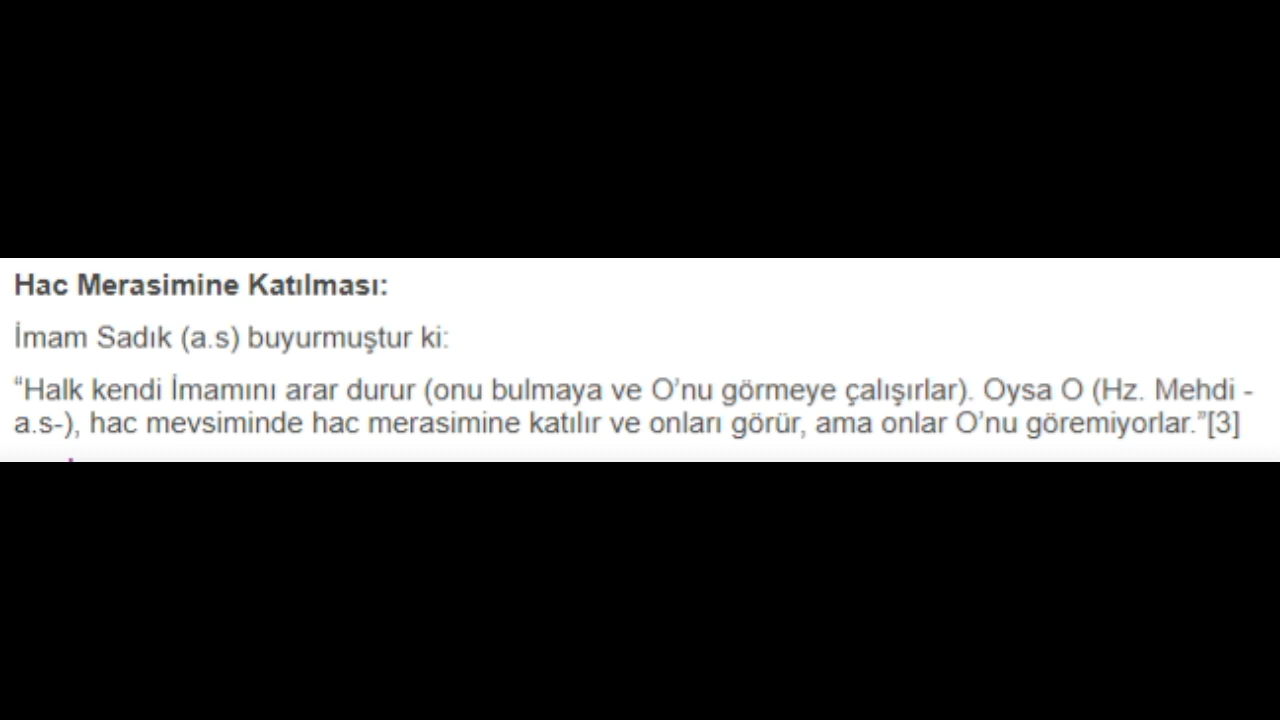 Hac Merasimine Katılması:
İmam Sadık (a.s) buyurmuştur ki:
“Halk kendi İmamını arar durur (onu bulmaya ve O’nu görmeye çalışırlar). Oysa O (Hz. Mehdi -
a.s-), hac mevsiminde hac merasimine katılır ve onları görür, ama onlar O’nu göremiyorlar.”[3]